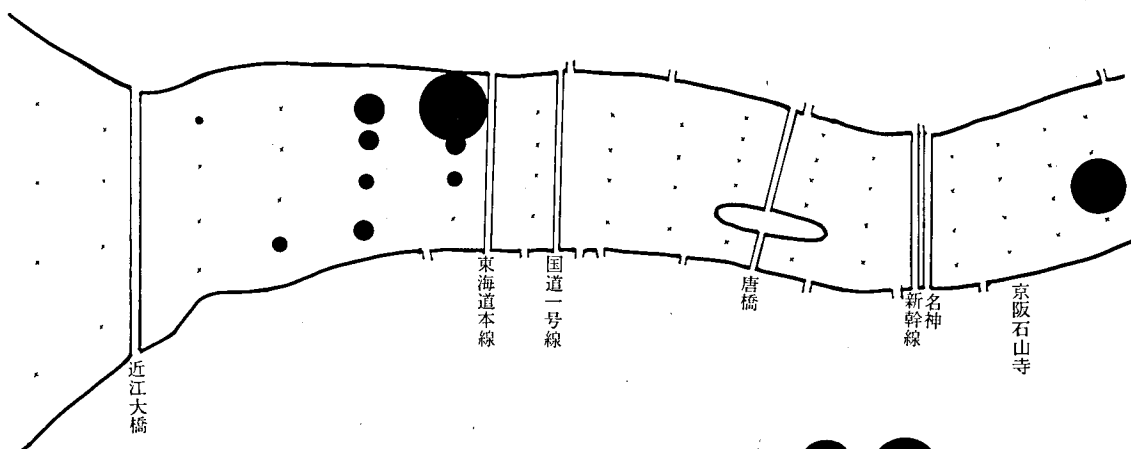 近江大橋
東海道本線
国道一号線
唐橋
新幹線
名神
京阪石山寺